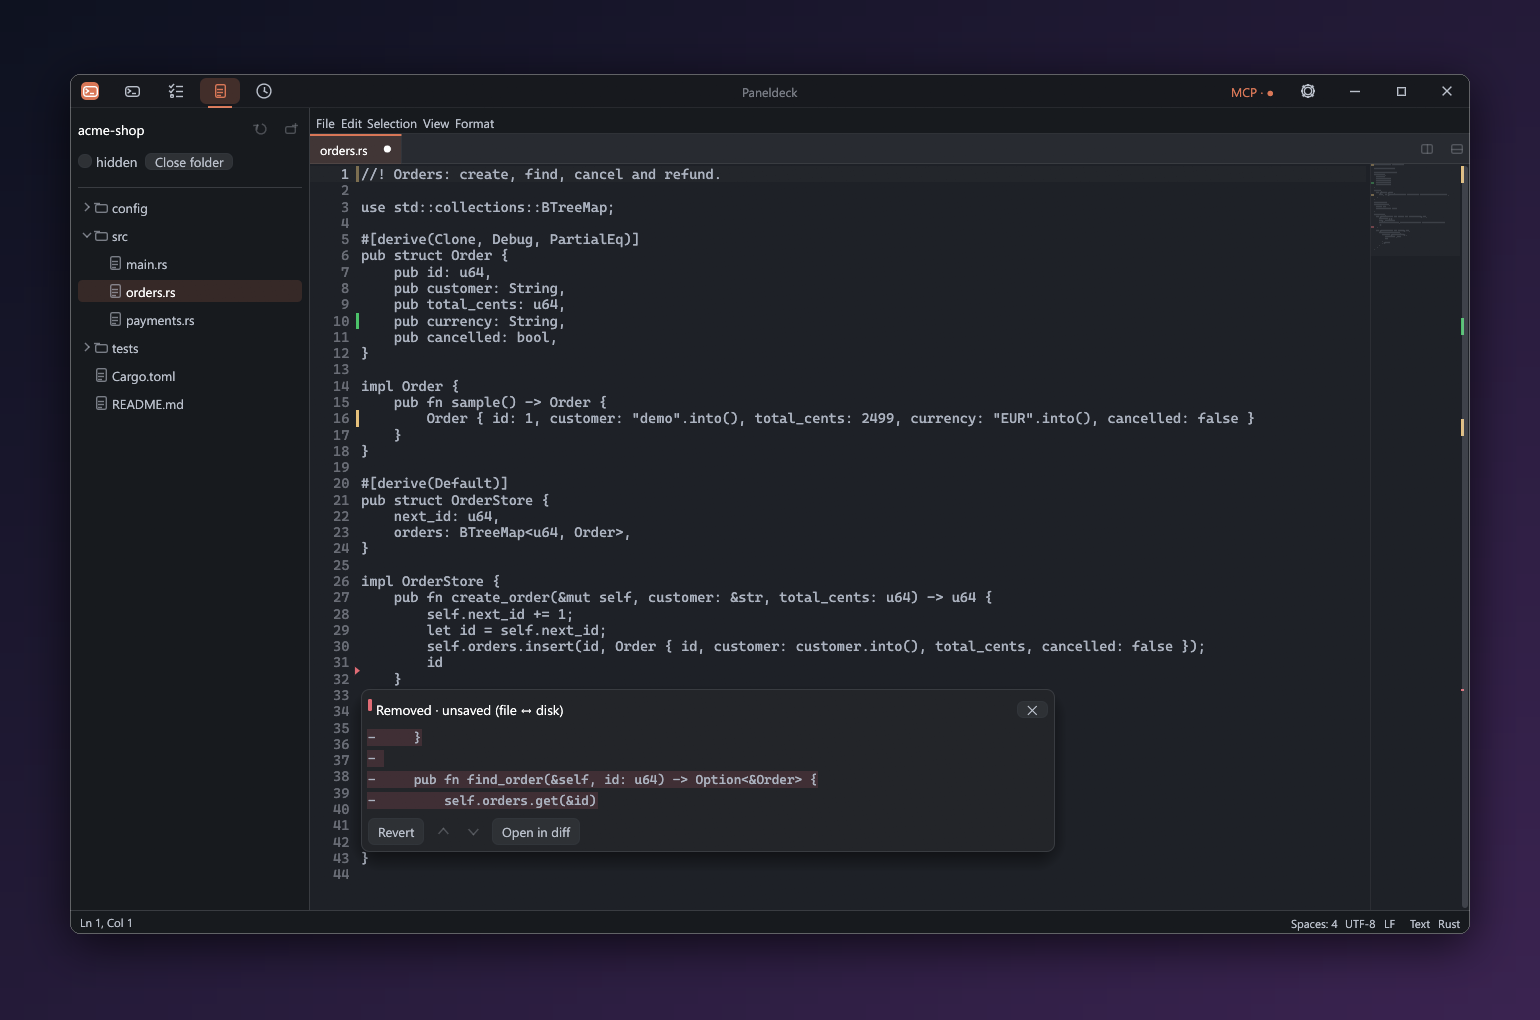 Paneldeck
MCP ·
acme-shop
hidden
Close folder
config
src
main.rs
orders.rs
payments.rs
tests
Cargo.toml
README.md
File Edit Selection View Format
orders.rs
1 //! Orders: create, find, cancel and refund.
2
3 use std::collections::BTreeMap;
4
5 #[derive(Clone, Debug, PartialEq)]
6 pub struct Order {
7     pub id: u64,
8     pub customer: String,
9     pub total_cents: u64,
10     pub currency: String,
11     pub cancelled: bool,
12 }
13
14 impl Order {
15     pub fn sample() -> Order {
16         Order { id: 1, customer: "demo".into(), total_cents: 2499, currency: "EUR".into(), cancelled: false }
17     }
18 }
19
20 #[derive(Default)]
21 pub struct OrderStore {
22     next_id: u64,
23     orders: BTreeMap<u64, Order>,
24 }
25
26 impl OrderStore {
27     pub fn create_order(&mut self, customer: &str, total_cents: u64) -> u64 {
28         self.next_id += 1;
29         let id = self.next_id;
30         self.orders.insert(id, Order { id, customer: customer.into(), total_cents, cancelled: false });
31         id
32     }
33
34
35
36
37
38
39
40
41
42
43 }
44
Removed · unsaved (file ↔ disk)
-     }
-
-     pub fn find_order(&self, id: u64) -> Option<&Order> {
-         self.orders.get(&id)
Revert
Open in diff
Ln 1, Col 1
Spaces: 4 UTF-8 LF Text Rust